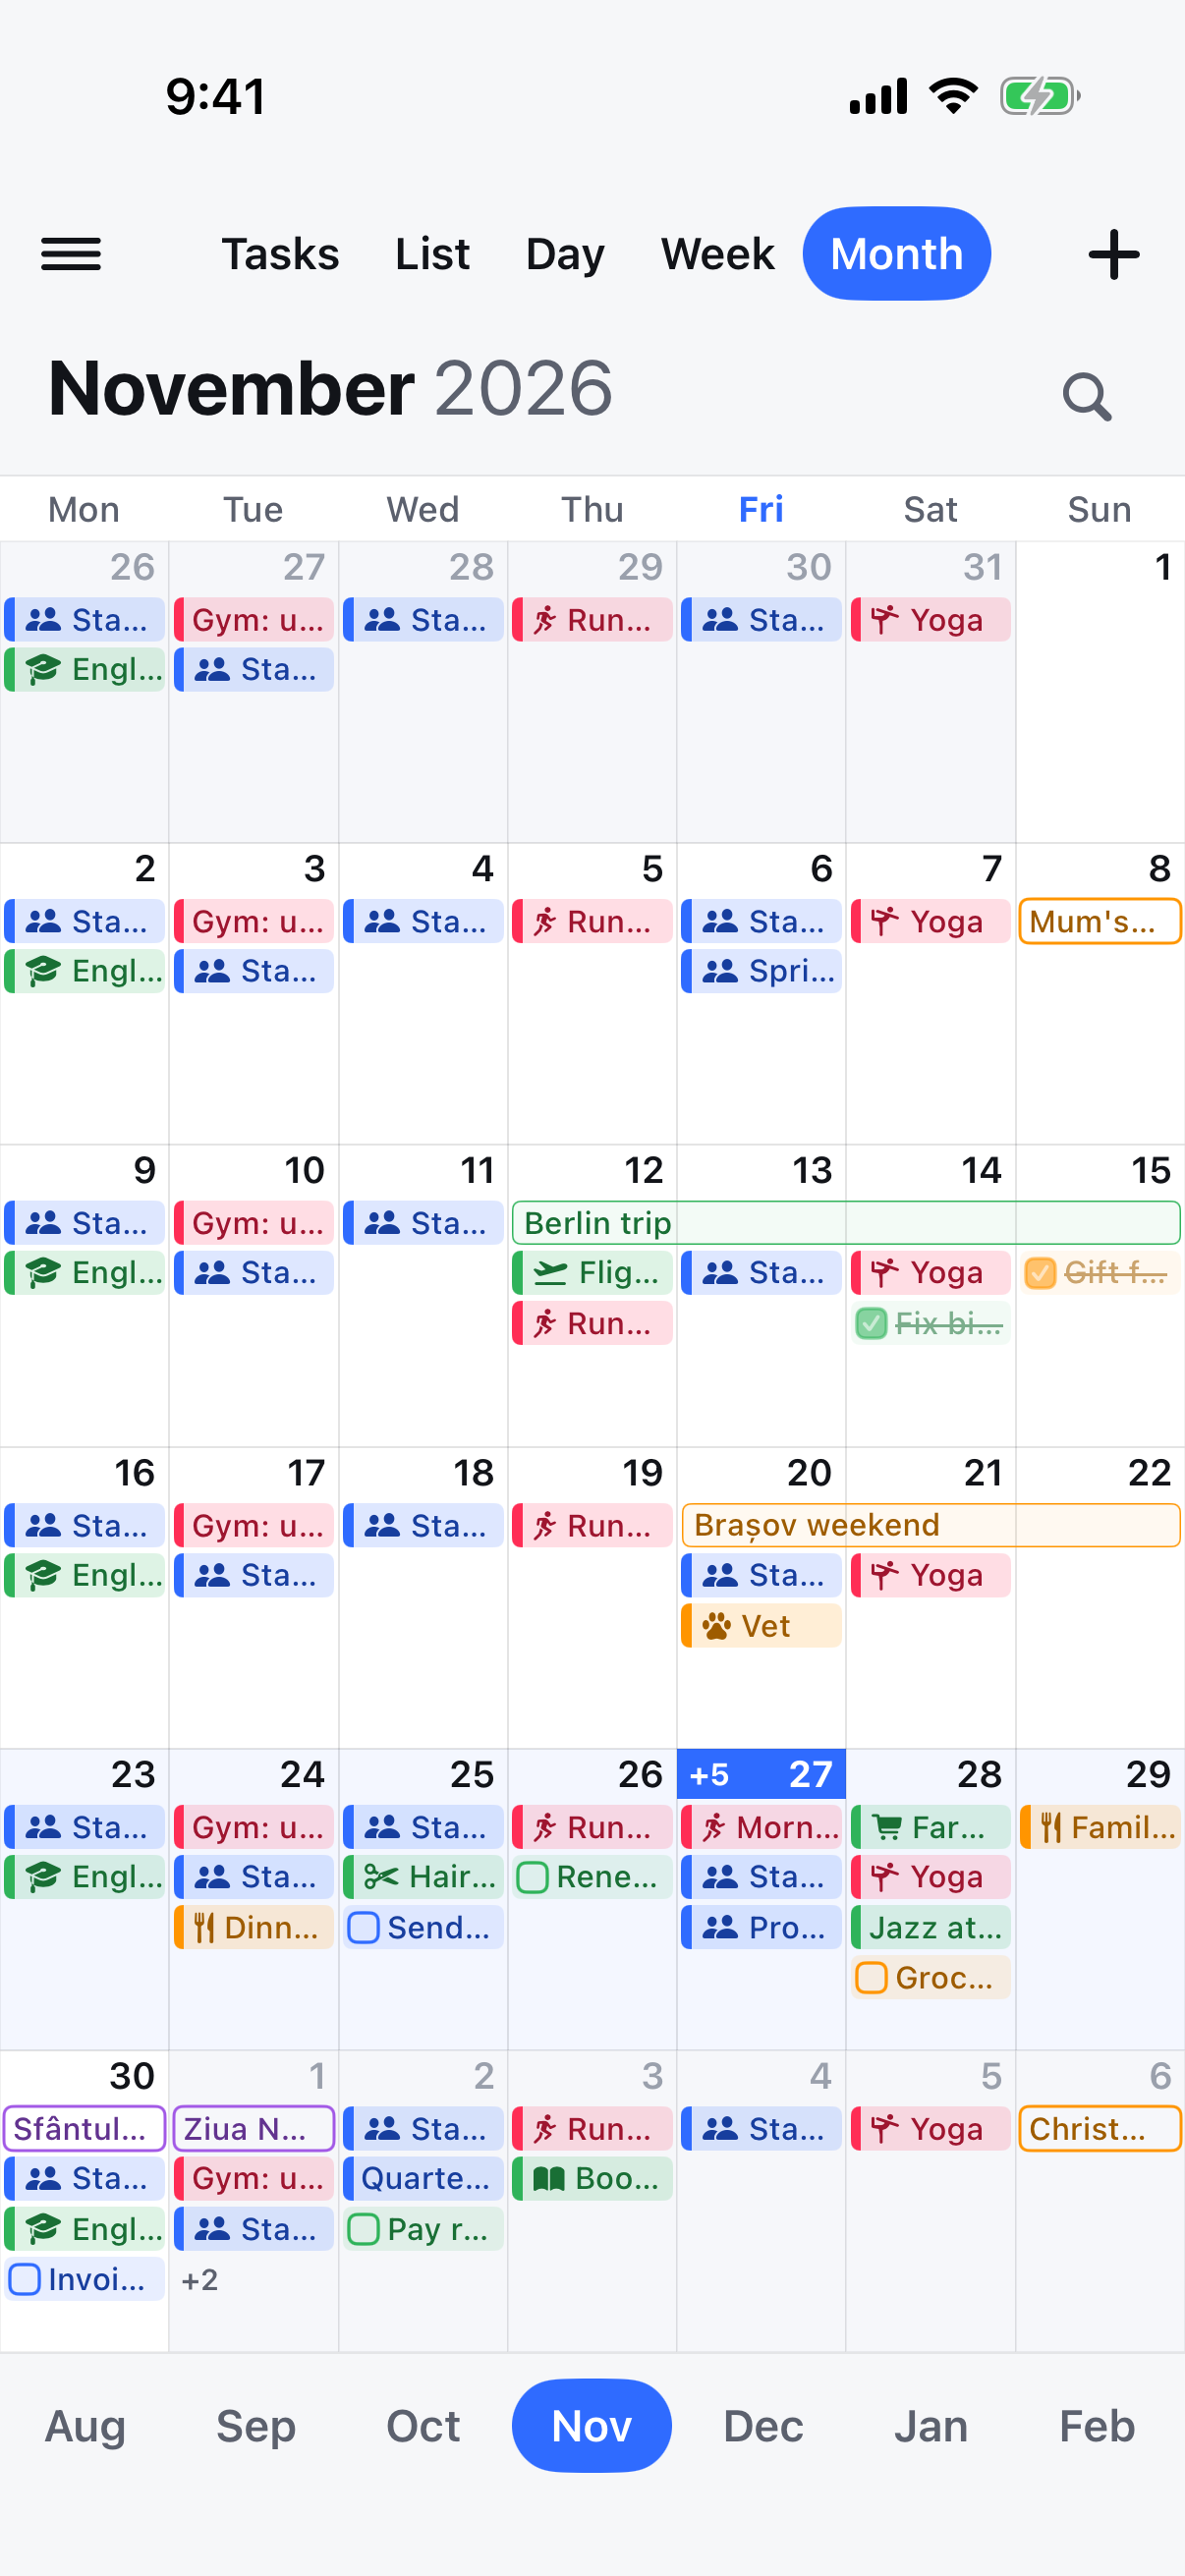 9:41
Tasks List Day Week Month
November 2026
Mon Tue Wed Thu Fri Sat Sun
26 27 28 29 30 31 1
Sta... Gym: u... Sta... Run... Sta... Yoga
Engl... Sta...
2 3 4 5 6 7 8
Sta... Gym: u... Sta... Run... Sta... Yoga Mum's...
Engl... Sta... Spri...
9 10 11 12 13 14 15
Sta... Gym: u... Sta... Berlin trip
Engl... Sta... Flig... Sta... Yoga Gift f...
Run... Fix bi...
16 17 18 19 20 21 22
Sta... Gym: u... Sta... Run... Brașov weekend
Engl... Sta... Sta... Yoga
Vet
23 24 25 26 +5 27 28 29
Sta... Gym: u... Sta... Run... Morn... Far... Famil...
Engl... Sta... Hair... Rene... Sta... Yoga
Dinn... Send... Pro... Jazz at...
Groc...
30 1 2 3 4 5 6
Sfântul... Ziua N... Sta... Run... Sta... Yoga Christ...
Sta... Gym: u... Quarte... Boo...
Engl... Sta... Pay r...
Invoi... +2
Aug Sep Oct Nov Dec Jan Feb